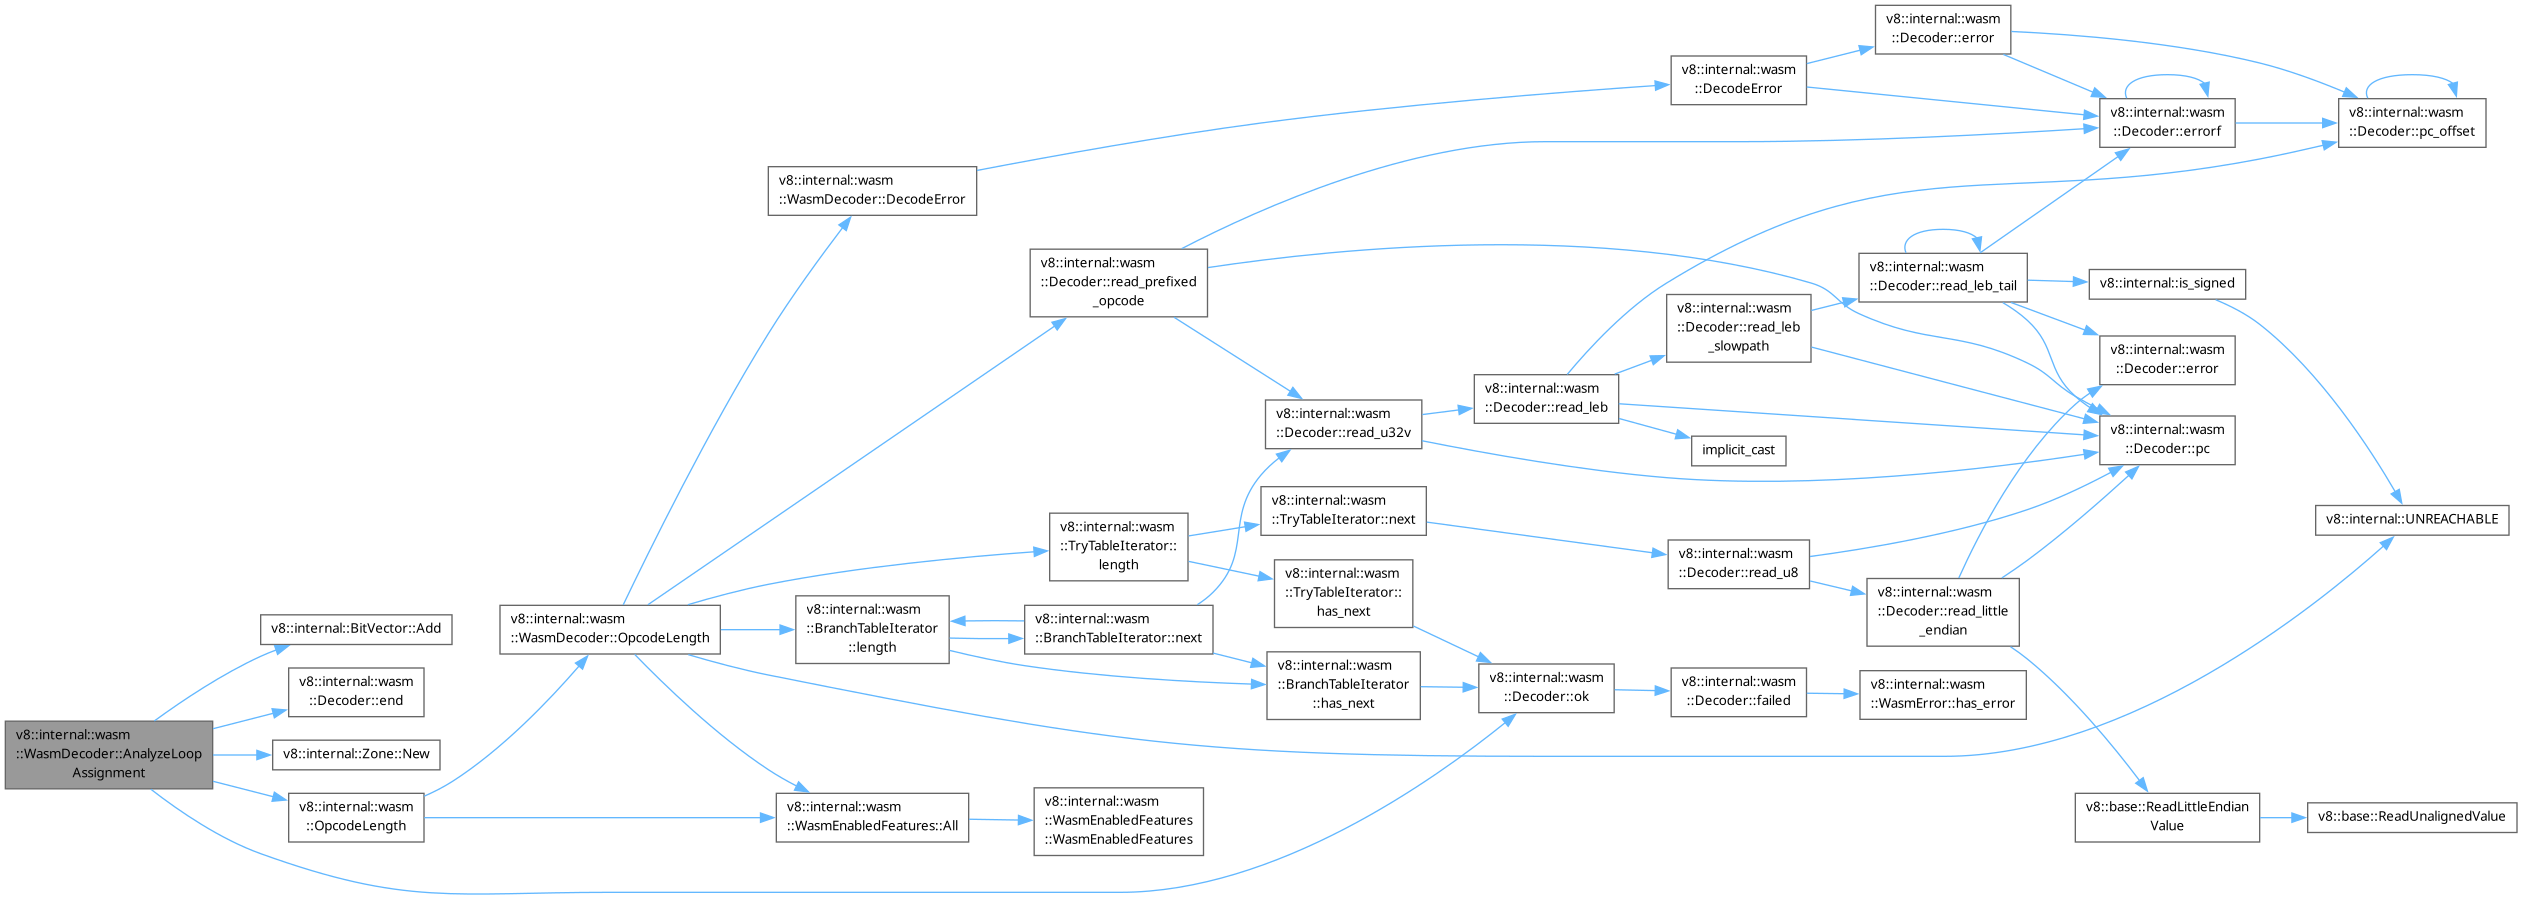 v8::internal::wasm
::WasmDecoder::AnalyzeLoop
Assignment
v8::internal::BitVector::Add
v8::internal::wasm
::Decoder::end
v8::internal::Zone::New
v8::internal::wasm
::OpcodeLength
v8::internal::wasm
::WasmDecoder::OpcodeLength
v8::internal::wasm
::WasmDecoder::DecodeError
v8::internal::wasm
::BranchTableIterator
::length
v8::internal::wasm
::WasmEnabledFeatures::All
v8::internal::wasm
::Decoder::read_prefixed
_opcode
v8::internal::wasm
::TryTableIterator::
length
v8::internal::wasm
::BranchTableIterator::next
v8::internal::wasm
::WasmEnabledFeatures
::WasmEnabledFeatures
v8::internal::wasm
::Decoder::read_u32v
v8::internal::wasm
::TryTableIterator::next
v8::internal::wasm
::TryTableIterator::
has_next
v8::internal::wasm
::BranchTableIterator
::has_next
v8::internal::wasm
::Decoder::read_leb
v8::internal::wasm
::Decoder::ok
v8::internal::wasm
::DecodeError
v8::internal::wasm
::Decoder::read_leb
_slowpath
implicit_cast
v8::internal::wasm
::Decoder::read_u8
v8::internal::wasm
::Decoder::failed
v8::internal::wasm
::Decoder::error
v8::internal::wasm
::Decoder::read_leb_tail
v8::internal::wasm
::Decoder::read_little
_endian
v8::internal::wasm
::WasmError::has_error
v8::internal::wasm
::Decoder::errorf
v8::internal::is_signed
v8::internal::wasm
::Decoder::error
v8::internal::wasm
::Decoder::pc
v8::base::ReadLittleEndian
Value
v8::internal::wasm
::Decoder::pc_offset
v8::internal::UNREACHABLE
v8::base::ReadUnalignedValue